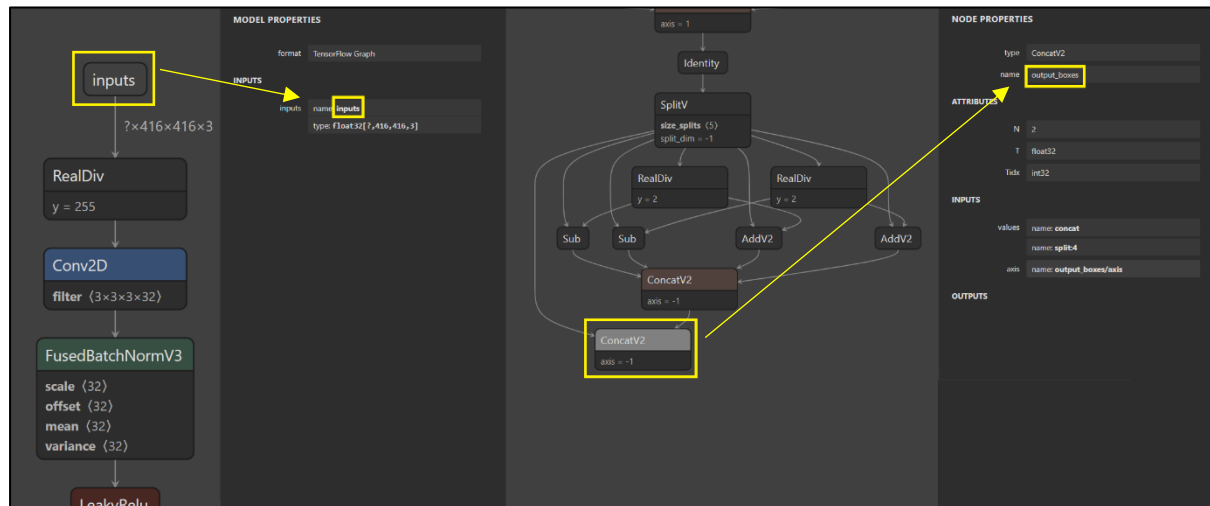 inputs
?×416×416×3
RealDiv
y = 255
Conv2D
filter ⟨3×3×3×32⟩
FusedBatchNormV3
scale ⟨32⟩
offset ⟨32⟩
mean ⟨32⟩
variance ⟨32⟩
LeakyRelu
MODEL PROPERTIES
format TensorFlow Graph
INPUTS
inputs name: inputs
type: float32[?,416,416,3]
axis = 1
Identity
SplitV
size_splits ⟨5⟩
split_dim = -1
RealDiv RealDiv
y = 2 y = 2
Sub Sub AddV2 AddV2
ConcatV2
axis = -1
ConcatV2
axis = -1
NODE PROPERTIES
type ConcatV2
name output_boxes
ATTRIBUTES
N 2
T float32
Tidx int32
INPUTS
values name: concat
name: split:4
axis name: output_boxes/axis
OUTPUTS